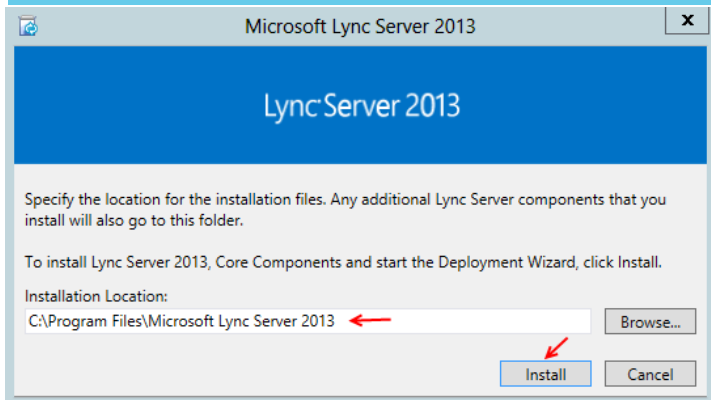 Microsoft Lync Server 2013
x
Lync Server 2013
Specify the location for the installation files. Any additional Lync Server components that you
install will also go to this folder.
To install Lync Server 2013, Core Components and start the Deployment Wizard, click Install.
Installation Location:
C:\Program Files\Microsoft Lync Server 2013
Browse...
Install
Cancel